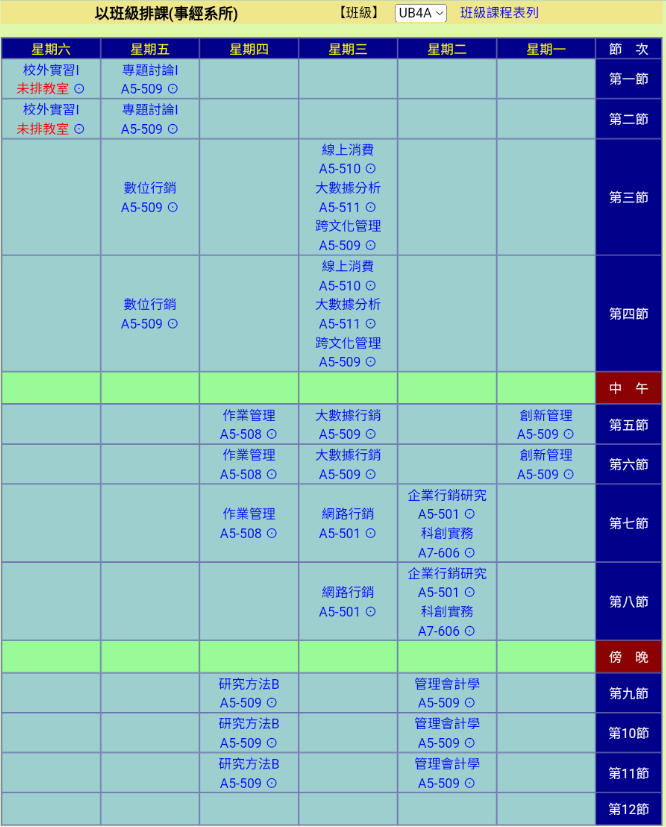 以班級排課(事經系所) 【班級】 UB4A 班級課程表列
星期六 星期五 星期四 星期三 星期二 星期一 節 次
校外實習I 專題討論I 第一節
未排教室 ⊙ A5-509 ⊙
校外實習I 專題討論I 第二節
未排教室 ⊙ A5-509 ⊙
線上消費
A5-510 ⊙
數位行銷 大數據分析 第三節
A5-509 ⊙ A5-511 ⊙
跨文化管理
A5-509 ⊙
線上消費
A5-510 ⊙
數位行銷 大數據分析 第四節
A5-509 ⊙ A5-511 ⊙
跨文化管理
A5-509 ⊙
中 午
作業管理 大數據行銷 創新管理 第五節
A5-508 ⊙ A5-509 ⊙ A5-509 ⊙
作業管理 大數據行銷 創新管理 第六節
A5-508 ⊙ A5-509 ⊙ A5-509 ⊙
企業行銷研究
作業管理 網路行銷 A5-501 ⊙ 第七節
A5-508 ⊙ A5-501 ⊙ 科創實務
A7-606 ⊙
企業行銷研究
網路行銷 A5-501 ⊙ 第八節
A5-501 ⊙ 科創實務
A7-606 ⊙
傍 晚
研究方法B 管理會計學 第九節
A5-509 ⊙ A5-509 ⊙
研究方法B 管理會計學 第10節
A5-509 ⊙ A5-509 ⊙
研究方法B 管理會計學 第11節
A5-509 ⊙ A5-509 ⊙
第12節